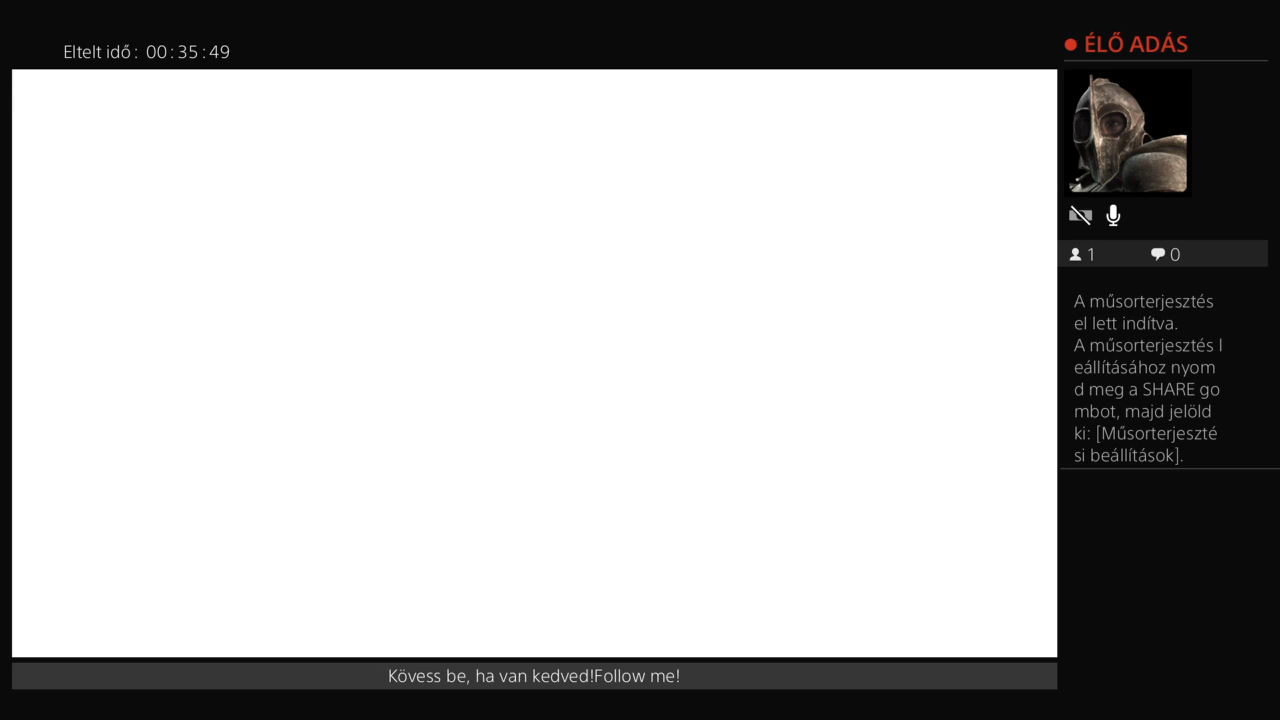 Eltelt idő : 00 : 35 : 49
ÉLŐ ADÁS
1 0
A műsorterjesztés
el lett indítva.
A műsorterjesztés l
eállításához nyom
d meg a SHARE go
mbot, majd jelöld
ki: [Műsorterjeszté
si beállítások].
Kövess be, ha van kedved!Follow me!